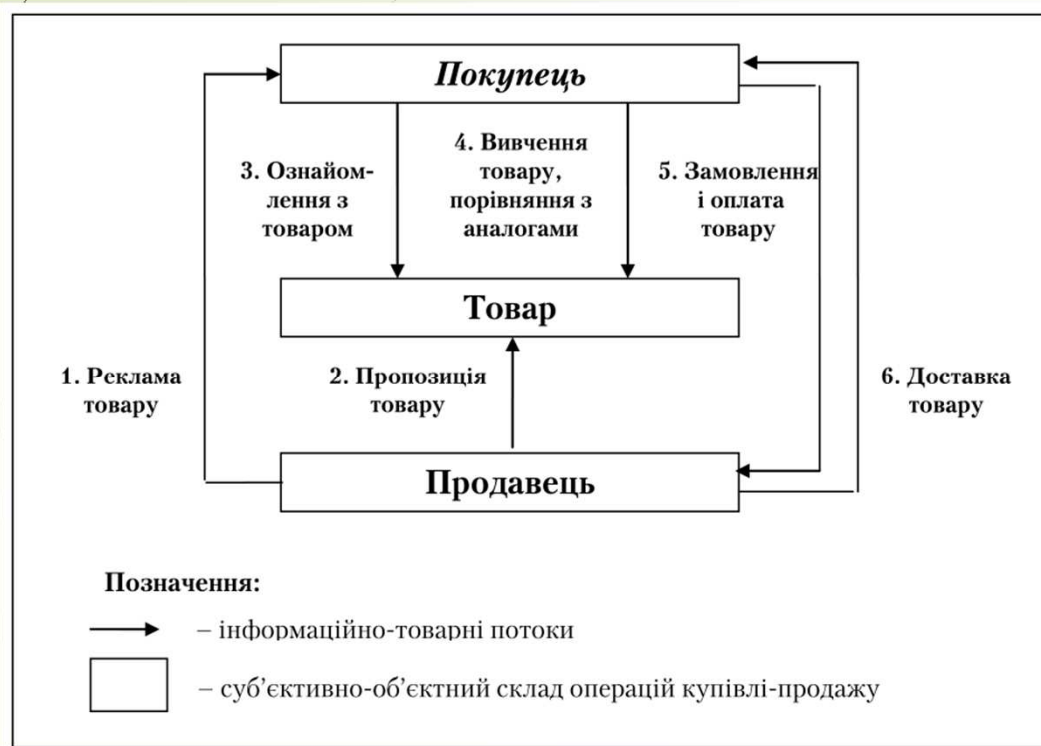 Покупець
3. Ознайом-
лення з
товаром
4. Вивчення
товару,
порівняння з
аналогами
5. Замовлення
і оплата
товару
Товар
1. Реклама
товару
2. Пропозиція
товару
6. Доставка
товару
Продавець
Позначення:
– інформаційно-товарні потоки
– суб’єктивно-об’єктний склад операцій купівлі-продажу